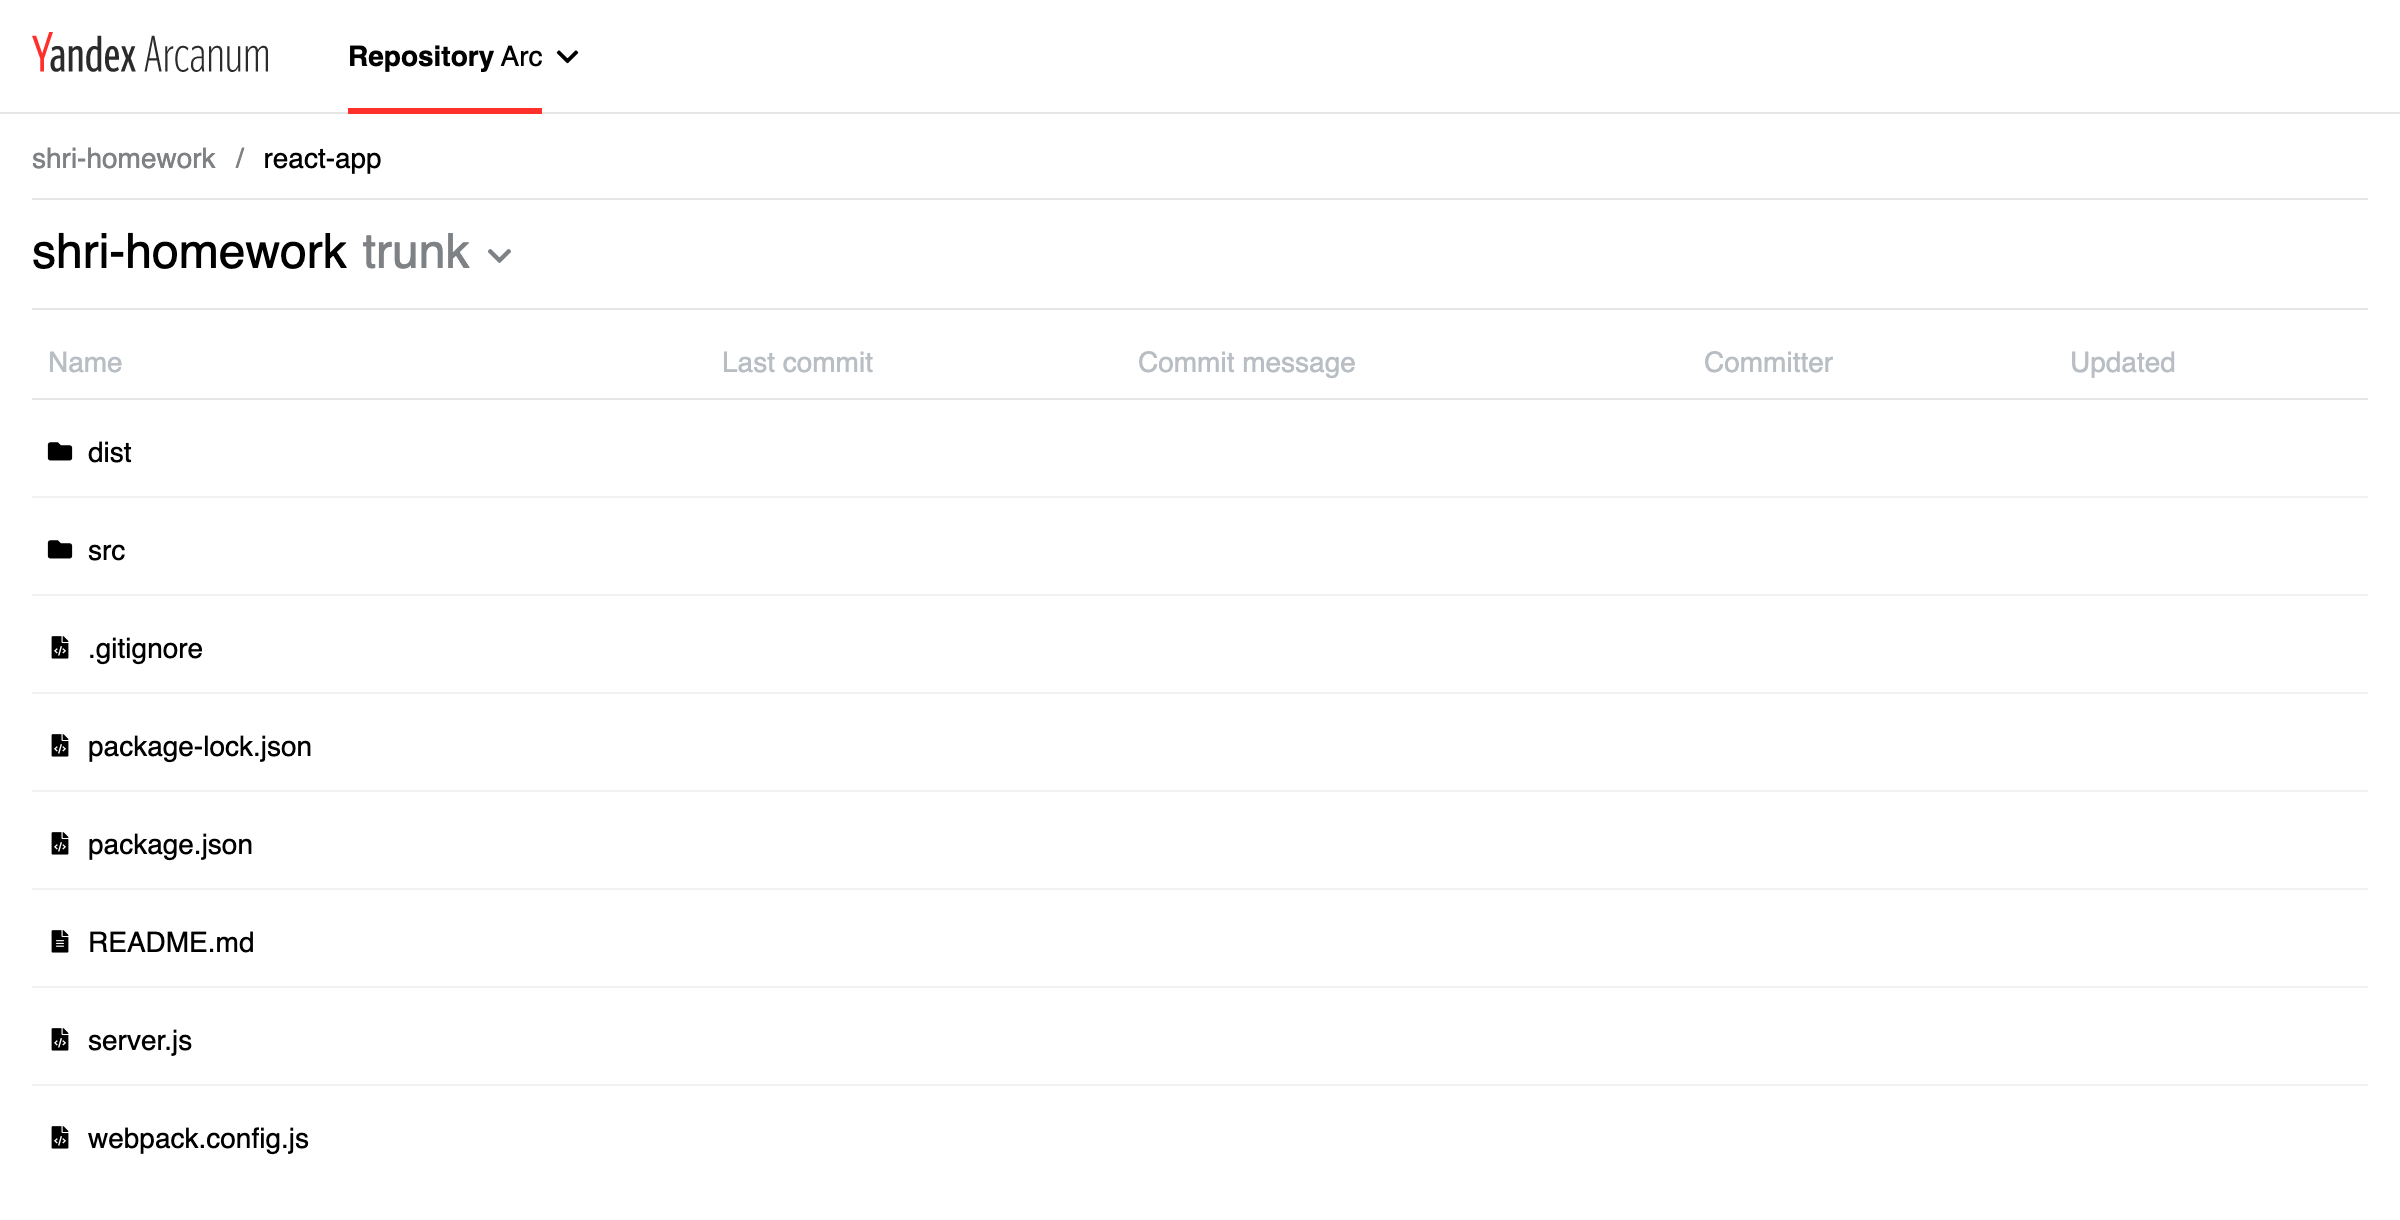 Yandex Arcanum Repository Arc
shri-homework / react-app
shri-homework trunk
Name Last commit Commit message Committer Updated
dist
src
.gitignore
package-lock.json
package.json
README.md
server.js
webpack.config.js